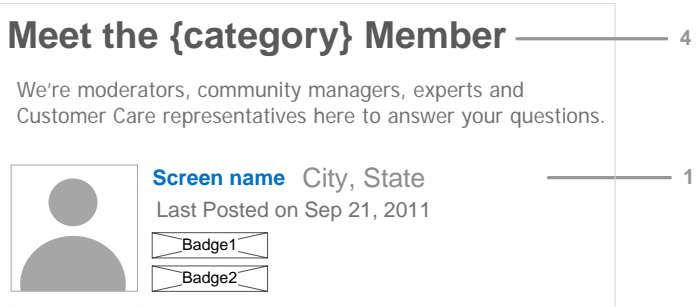 Meet the {category} Member
4
We're moderators, community managers, experts and
Customer Care representatives here to answer your questions.
Screen name City, State
1
Last Posted on Sep 21, 2011
Badge1
Badge2